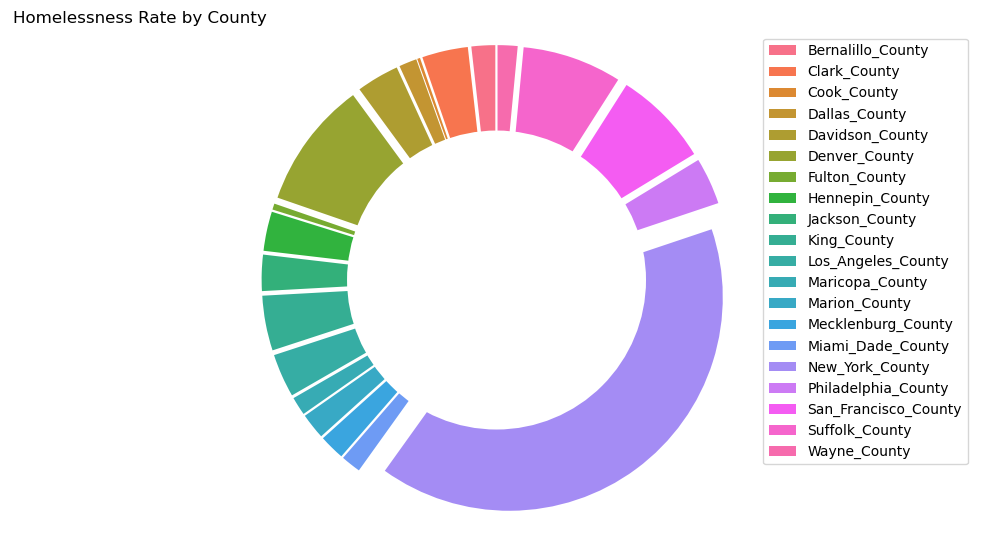 Homelessness Rate by County
Bernalillo_County
Clark_County
Cook_County
Dallas_County
Davidson_County
Denver_County
Fulton_County
Hennepin_County
Jackson_County
King_County
Los_Angeles_County
Maricopa_County
Marion_County
Mecklenburg_County
Miami_Dade_County
New_York_County
Philadelphia_County
San_Francisco_County
Suffolk_County
Wayne_County